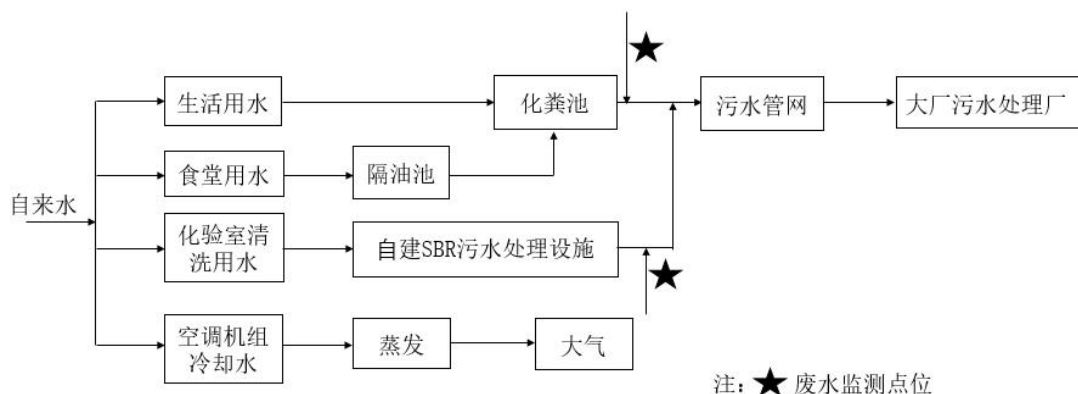 生活用水
化粪池
污水管网
大厂污水处理厂
食堂用水
隔油池
自来水
化验室清
洗用水
自建SBR污水处理设施
空调机组
冷却水
蒸发
大气
注：★ 废水监测点位